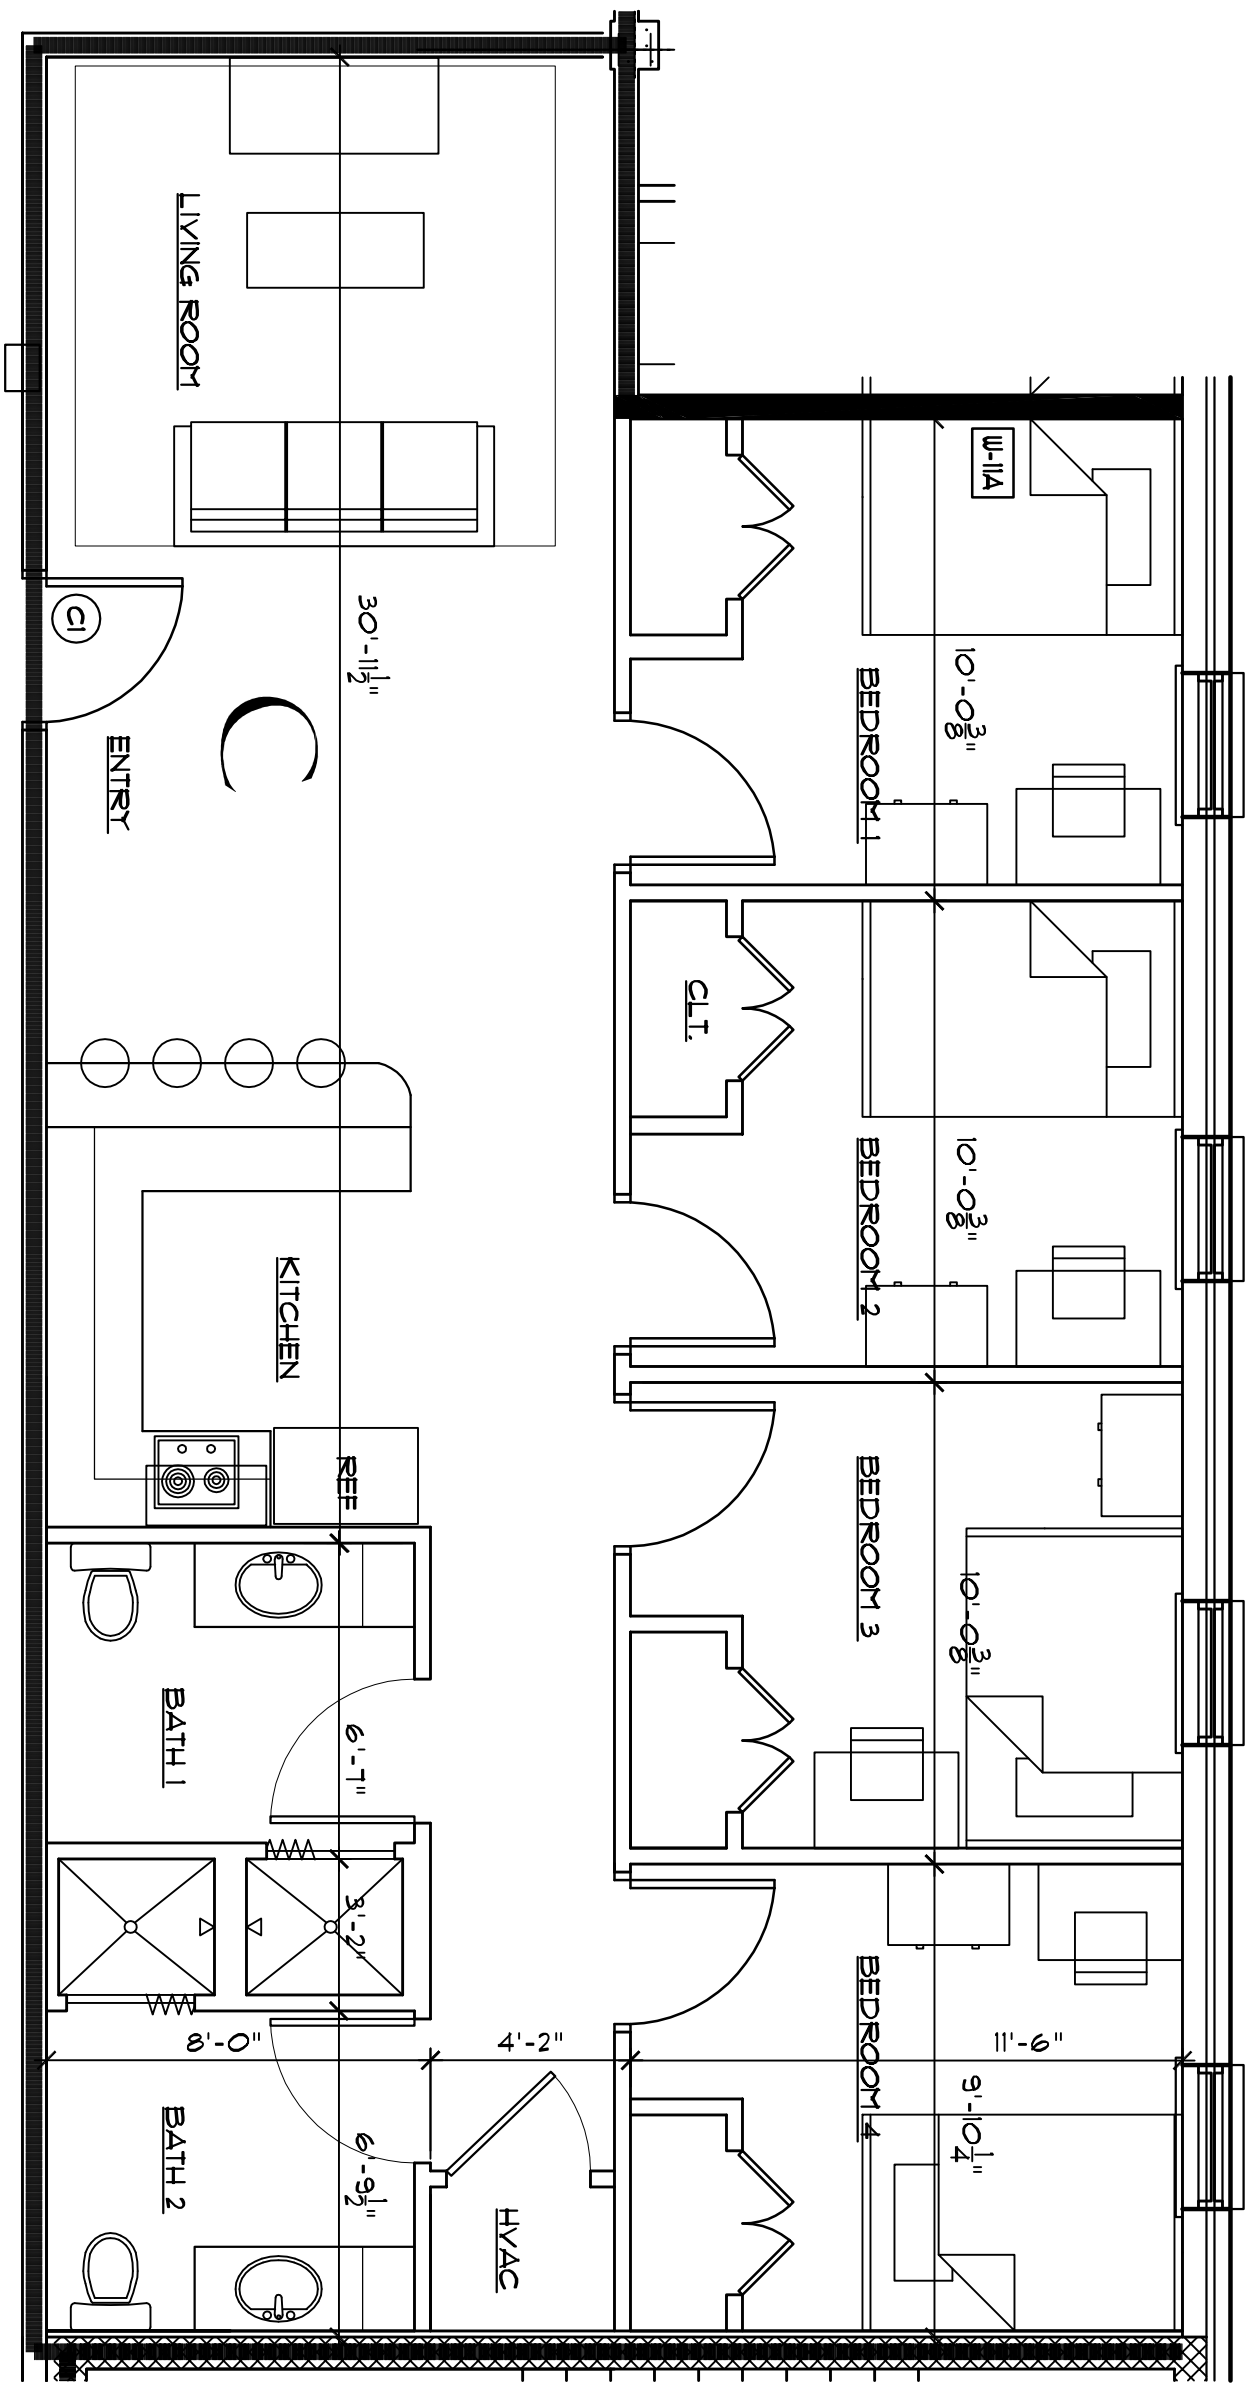 LIVING ROOM
W-11A
C1
30'-11 1/2"
ENTRY
10'-0 3/8"
BEDROOM 1
CLT.
10'-0 3/8"
BEDROOM 2
KITCHEN
REF
10'-0 3/8"
BEDROOM 3
BATH 1
6'-7"
3'-2"
8'-0"
4'-2"
11'-6"
BEDROOM 4
9'-10 1/4"
BATH 2
6'-9 1/2"
HVAC